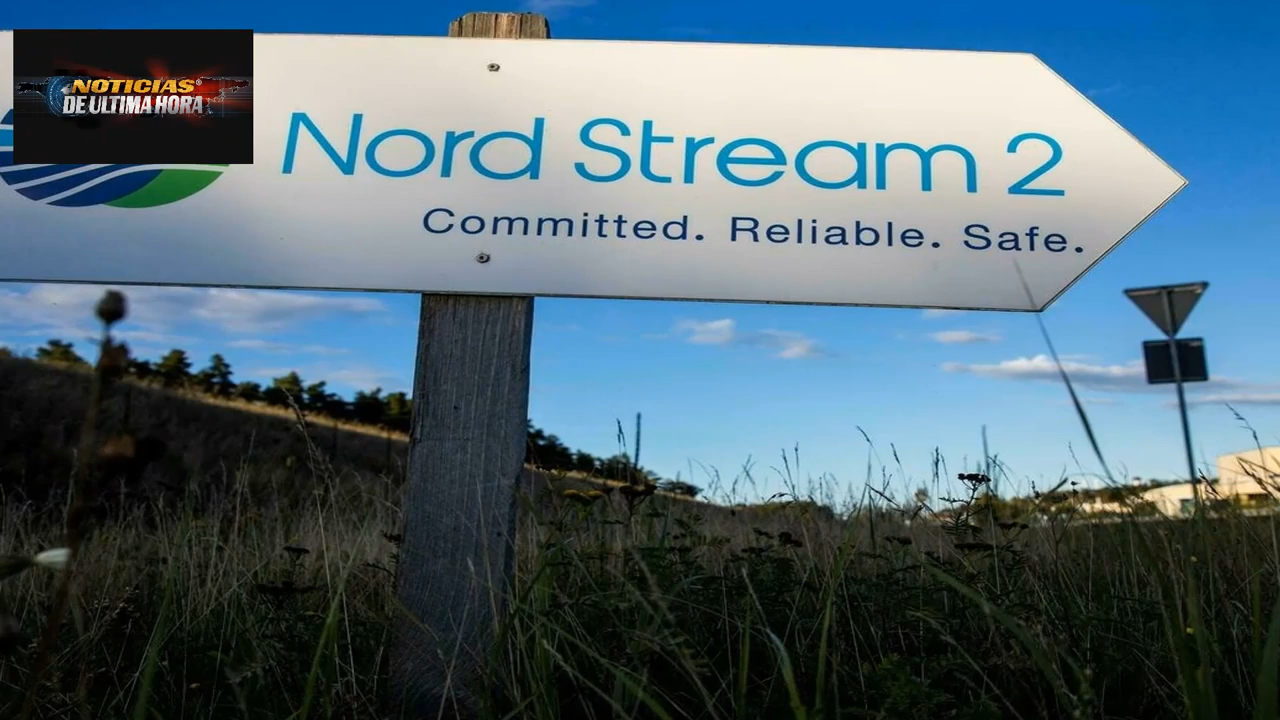 NOTICIAS
DE ULTIMA HORA
Nord Stream 2
Committed. Reliable. Safe.